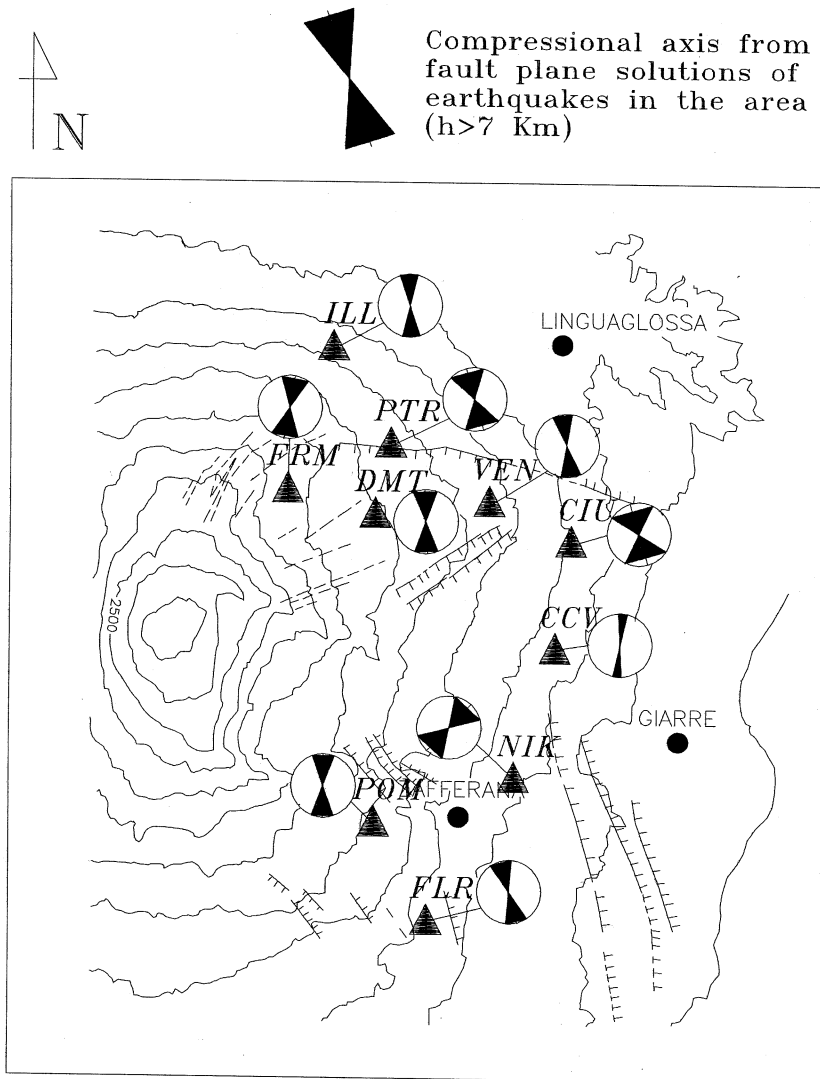 Compressional axis from
fault plane solutions of
earthquakes in the area
(h>7 Km)
N
ILL
LINGUAGLOSSA
PTR
FRM
DMT
VEN
CIU
2500
CCV
GIARRE
NIK
POM
AFFERANA
FLR